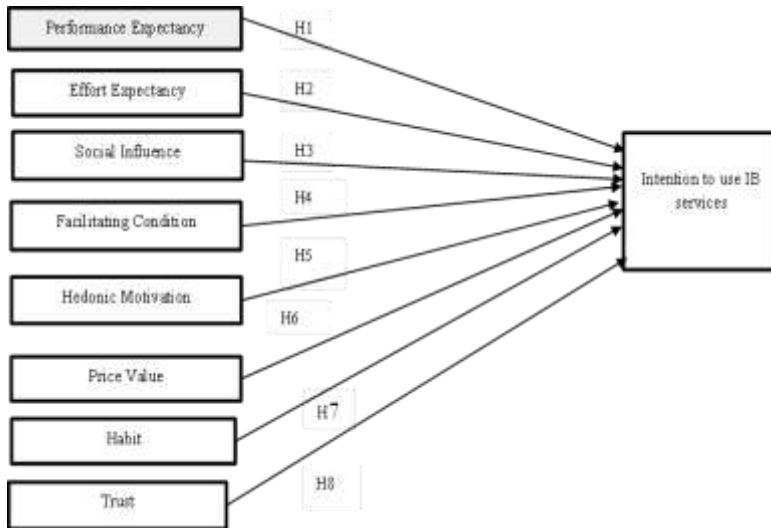 Performance Expectancy
H1
Effort Expectancy
H2
Social Influence
H3
Intention to use IB
services
H4
Facilitating Condition
H5
Hedonic Motivation
H6
Price Value
H7
Habit
H8
Trust